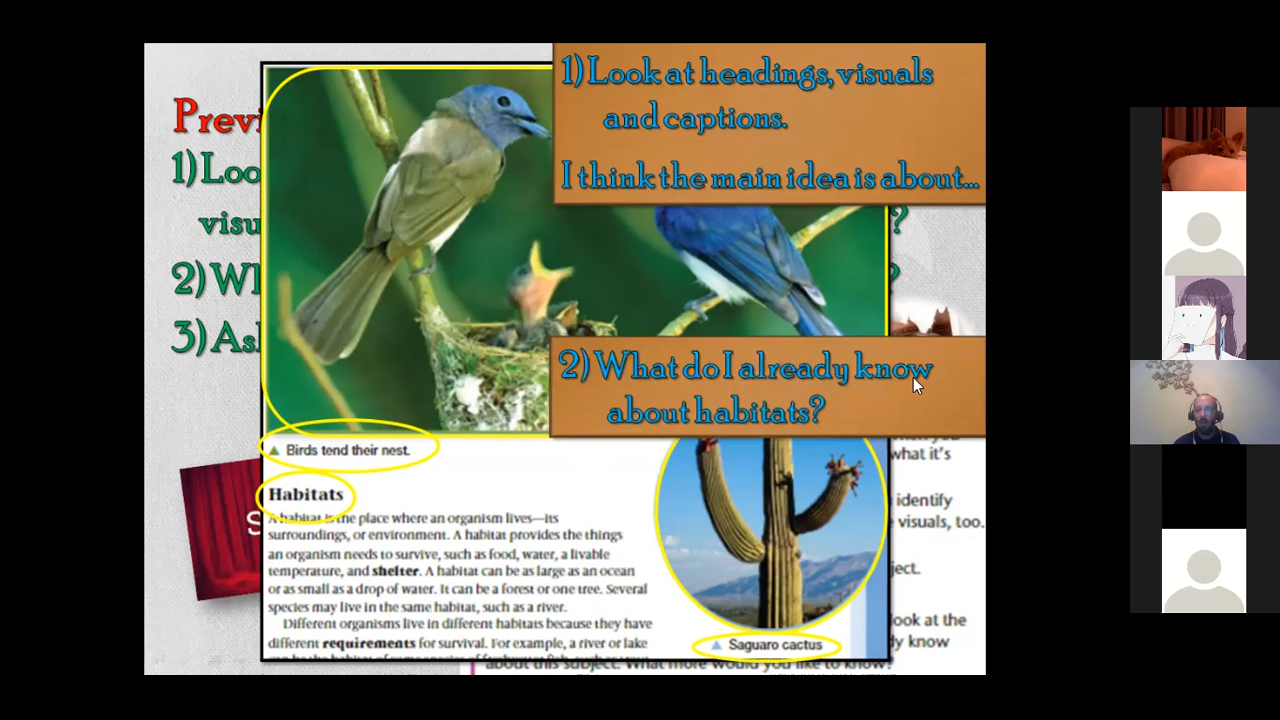 1) Look at headings, visuals
and captions.
I think the main idea is about...
Previ
1) Loo
visu
?
2) Wh
?
3) As
2) What do I already know
about habitats?
▲ Birds tend their nest.
what it's
Habitats
identify
A habitat is the place where an organism lives—its
visuals, too.
surroundings, or environment. A habitat provides the things
an organism needs to survive, such as food, water, a livable
temperature, and shelter. A habitat can be as large as an ocean
ject.
or as small as a drop of water. It can be a forest or one tree. Several
species may live in the same habitat, such as a river.
Different organisms live in different habitats because they have
ook at the
different requirements for survival. For example, a river or lake
dy know
▲ Saguaro cactus
about this subject. What more would you like to know?